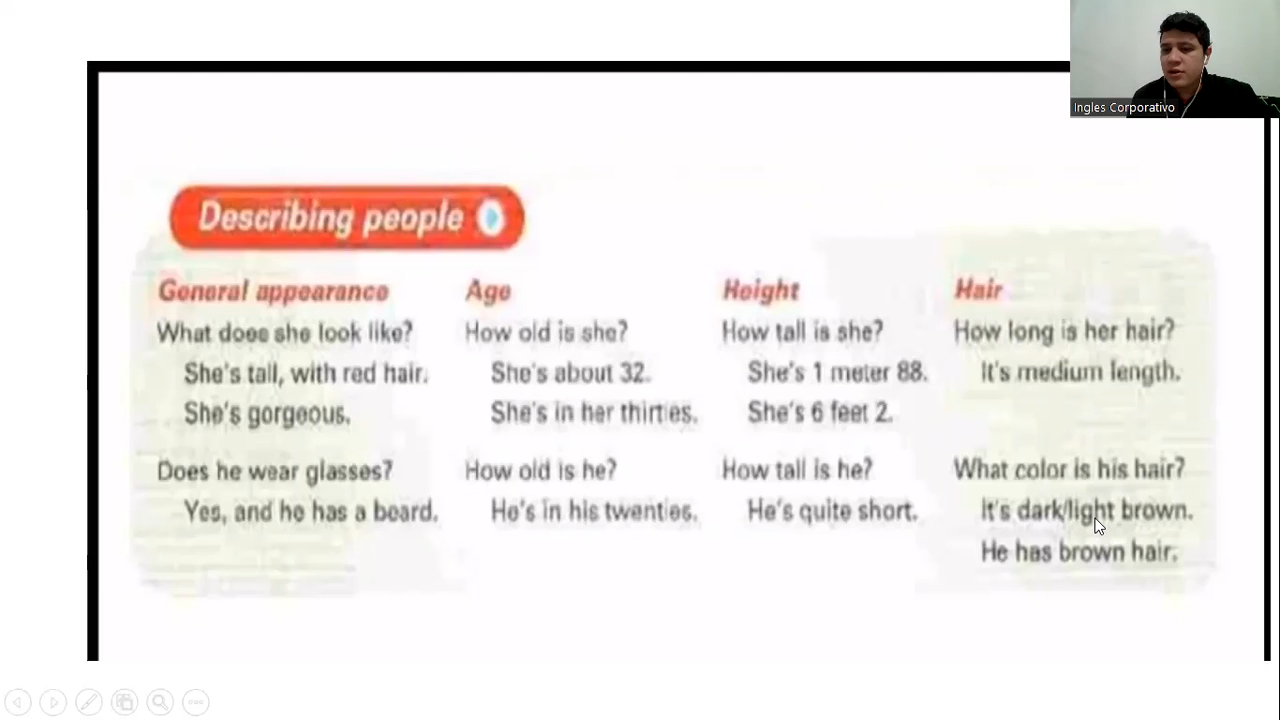 Ingles Corporativo
Describing people
General appearance
What does she look like?
She's tall, with red hair.
She's gorgeous.
Does he wear glasses?
Yes, and he has a beard.
Age
How old is she?
She's about 32.
She's in her thirties.
How old is he?
He's in his twenties.
Height
How tall is she?
She's 1 meter 88.
She's 6 feet 2.
How tall is he?
He's quite short.
Hair
How long is her hair?
It's medium length.
What color is his hair?
It's dark/light brown.
He has brown hair.